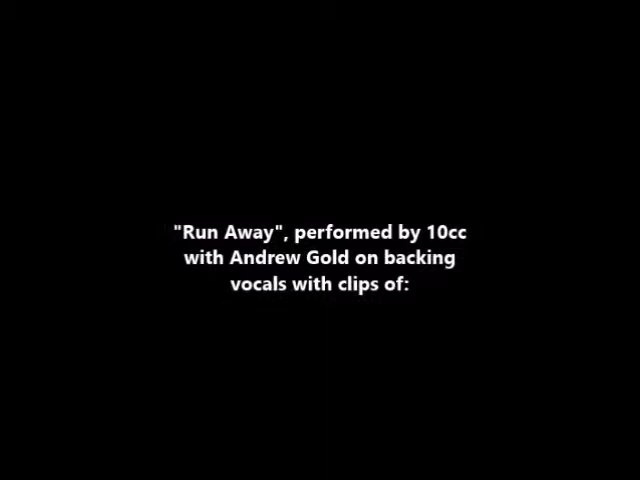 "Run Away", performed by 10cc
with Andrew Gold on backing
vocals with clips of: